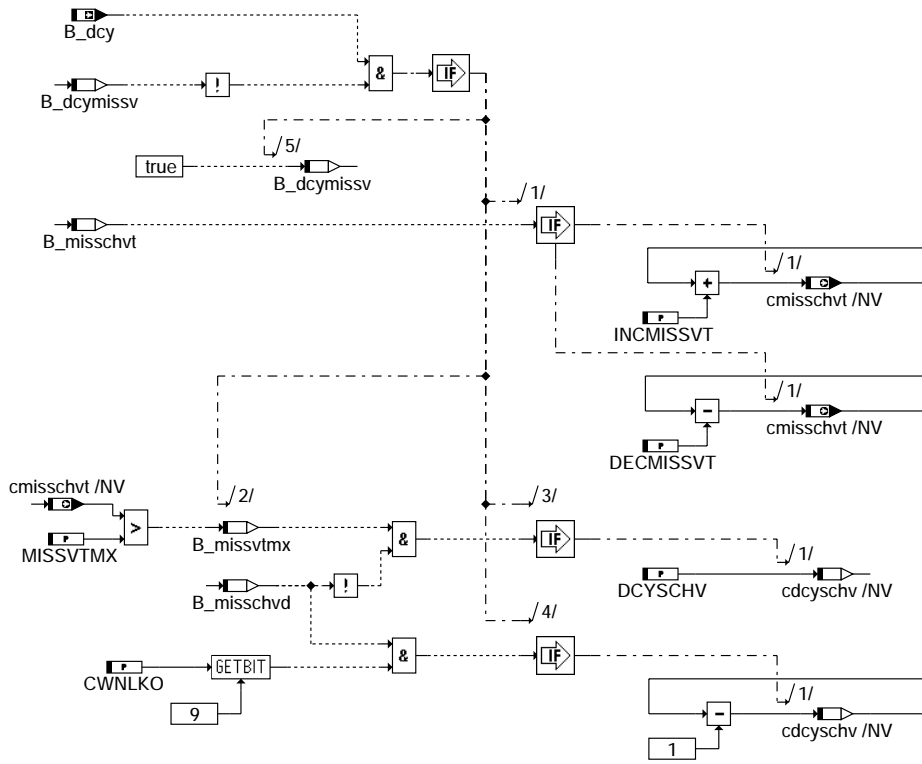 B_dcy
&
IF
B_dcymissv
!
5/
true
B_dcymissv
1/
B_misschvt
IF
1/
+
cmisschvt /NV
INCMISSVT
1/
-
cmisschvt /NV
DECMISSVT
cmisschvt /NV
2/
3/
>
B_missvtmx
&
IF
1/
MISSVTMX
P
DCYSCHV
cdcyschv /NV
B_misschvd
!
4/
&
IF
CWNLKO
GETBIT
9
1/
-
cdcyschv /NV
1